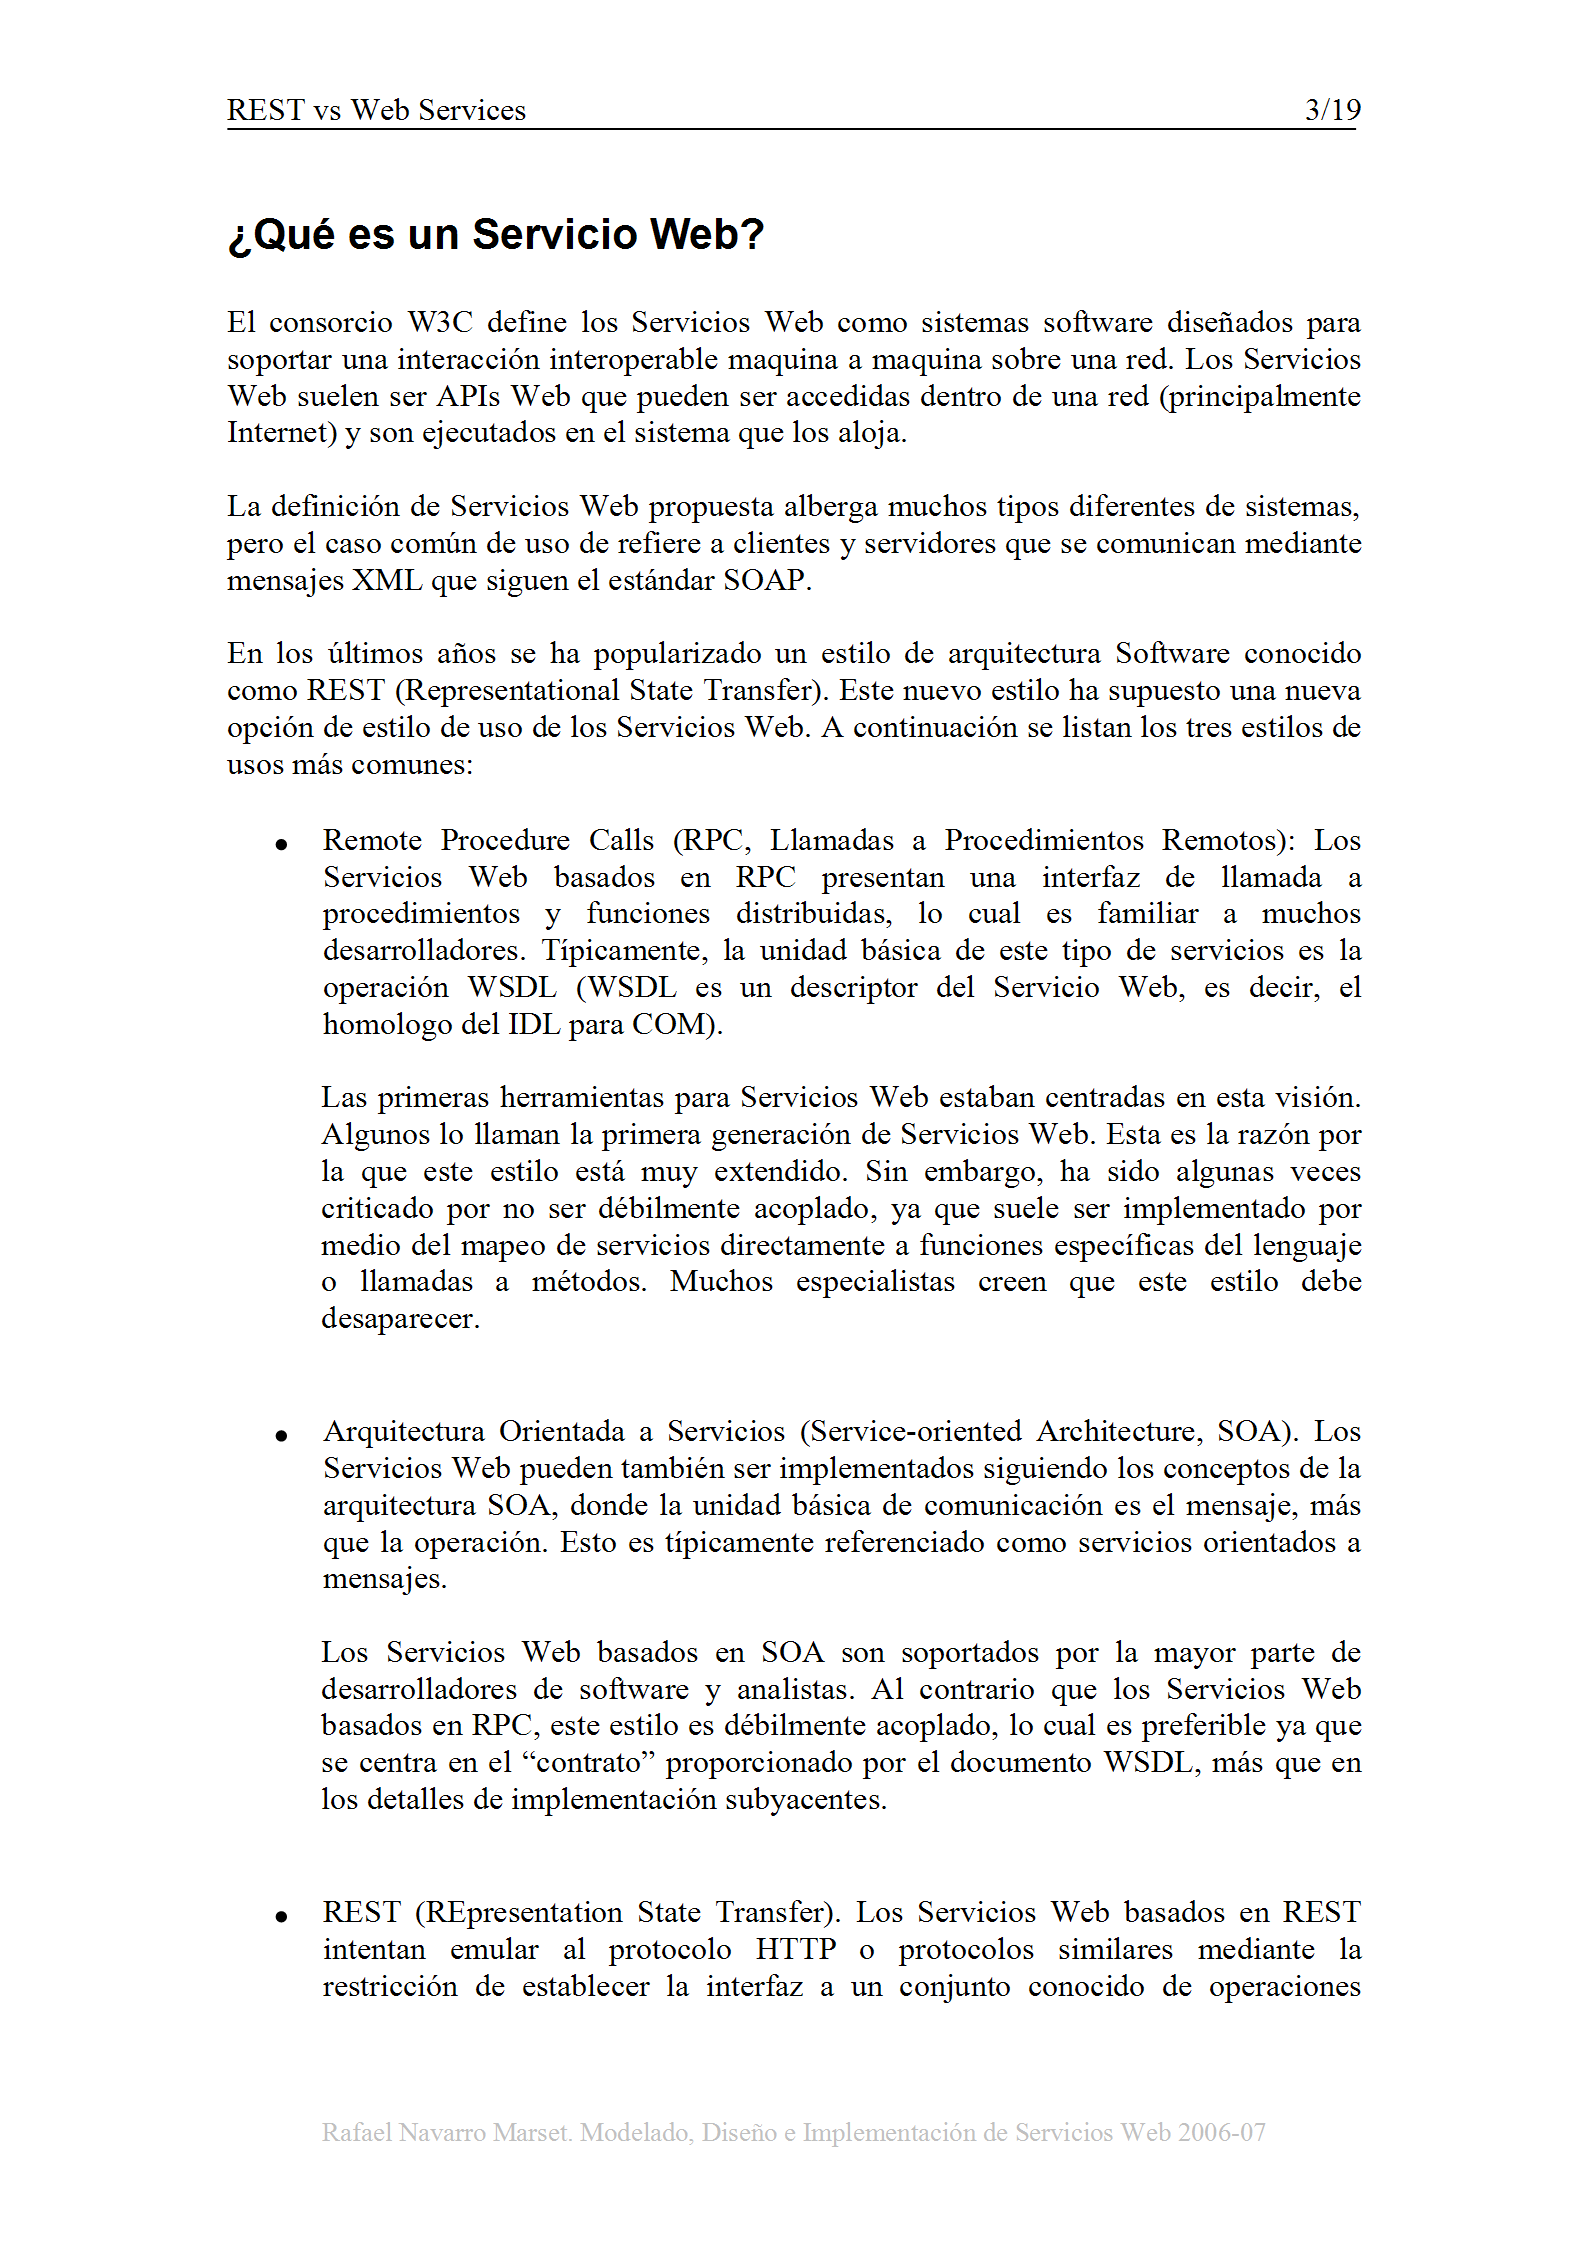 REST vs Web Services 3/19
¿Qué es un Servicio Web?
El consorcio W3C define los Servicios Web como sistemas software diseñados para
soportar una interacción interoperable maquina a maquina sobre una red. Los Servicios
Web suelen ser APIs Web que pueden ser accedidas dentro de una red (principalmente
Internet) y son ejecutados en el sistema que los aloja.
La definición de Servicios Web propuesta alberga muchos tipos diferentes de sistemas,
pero el caso común de uso de refiere a clientes y servidores que se comunican mediante
mensajes XML que siguen el estándar SOAP.
En los últimos años se ha popularizado un estilo de arquitectura Software conocido
como REST (Representational State Transfer). Este nuevo estilo ha supuesto una nueva
opción de estilo de uso de los Servicios Web. A continuación se listan los tres estilos de
usos más comunes:
• Remote Procedure Calls (RPC, Llamadas a Procedimientos Remotos): Los
Servicios Web basados en RPC presentan una interfaz de llamada a
procedimientos y funciones distribuidas, lo cual es familiar a muchos
desarrolladores. Típicamente, la unidad básica de este tipo de servicios es la
operación WSDL (WSDL es un descriptor del Servicio Web, es decir, el
homologo del IDL para COM).
Las primeras herramientas para Servicios Web estaban centradas en esta visión.
Algunos lo llaman la primera generación de Servicios Web. Esta es la razón por
la que este estilo está muy extendido. Sin embargo, ha sido algunas veces
criticado por no ser débilmente acoplado, ya que suele ser implementado por
medio del mapeo de servicios directamente a funciones específicas del lenguaje
o llamadas a métodos. Muchos especialistas creen que este estilo debe
desaparecer.
• Arquitectura Orientada a Servicios (Service-oriented Architecture, SOA). Los
Servicios Web pueden también ser implementados siguiendo los conceptos de la
arquitectura SOA, donde la unidad básica de comunicación es el mensaje, más
que la operación. Esto es típicamente referenciado como servicios orientados a
mensajes.
Los Servicios Web basados en SOA son soportados por la mayor parte de
desarrolladores de software y analistas. Al contrario que los Servicios Web
basados en RPC, este estilo es débilmente acoplado, lo cual es preferible ya que
se centra en el “contrato” proporcionado por el documento WSDL, más que en
los detalles de implementación subyacentes.
• REST (REpresentation State Transfer). Los Servicios Web basados en REST
intentan emular al protocolo HTTP o protocolos similares mediante la
restricción de establecer la interfaz a un conjunto conocido de operaciones
Rafael Navarro Marset. Modelado, Diseño e Implementación de Servicios Web 2006-07